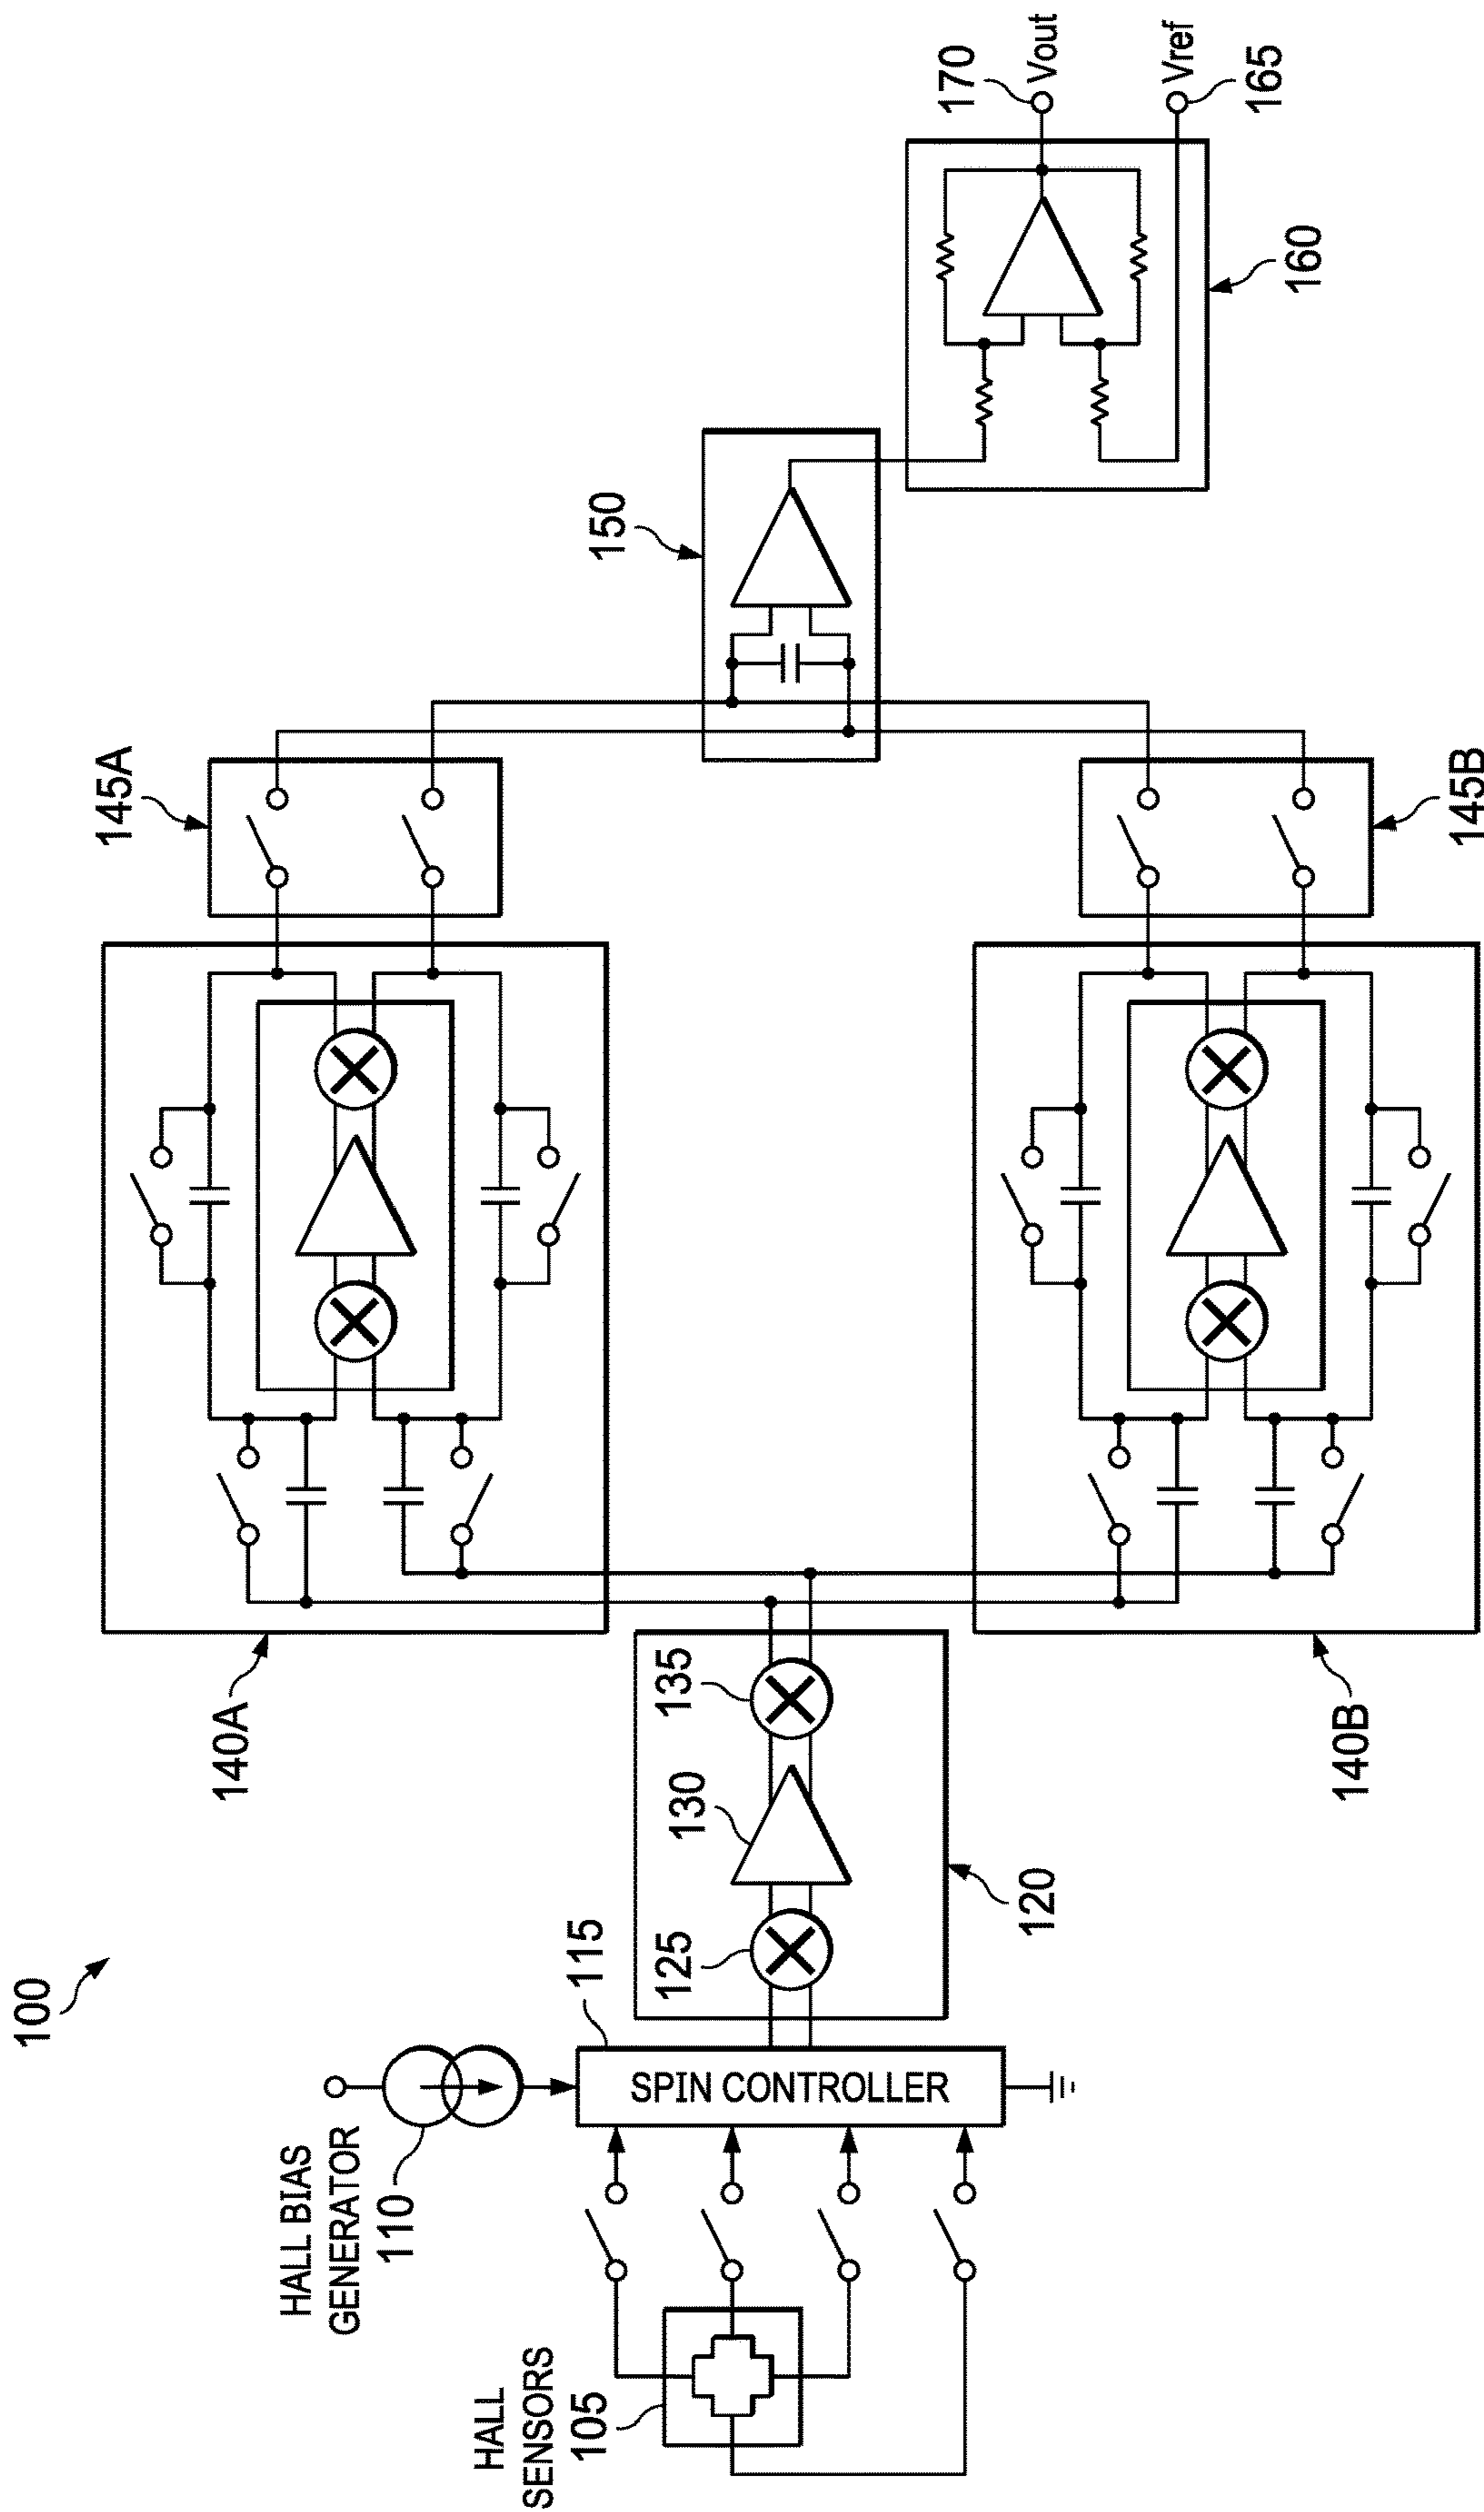 100
HALL BIAS
GENERATOR
110
HALL
SENSORS
105
115
SPIN CONTROLLER
120
125
130
135
140A
140B
145A
145B
150
160
170
Vout
Vref
165